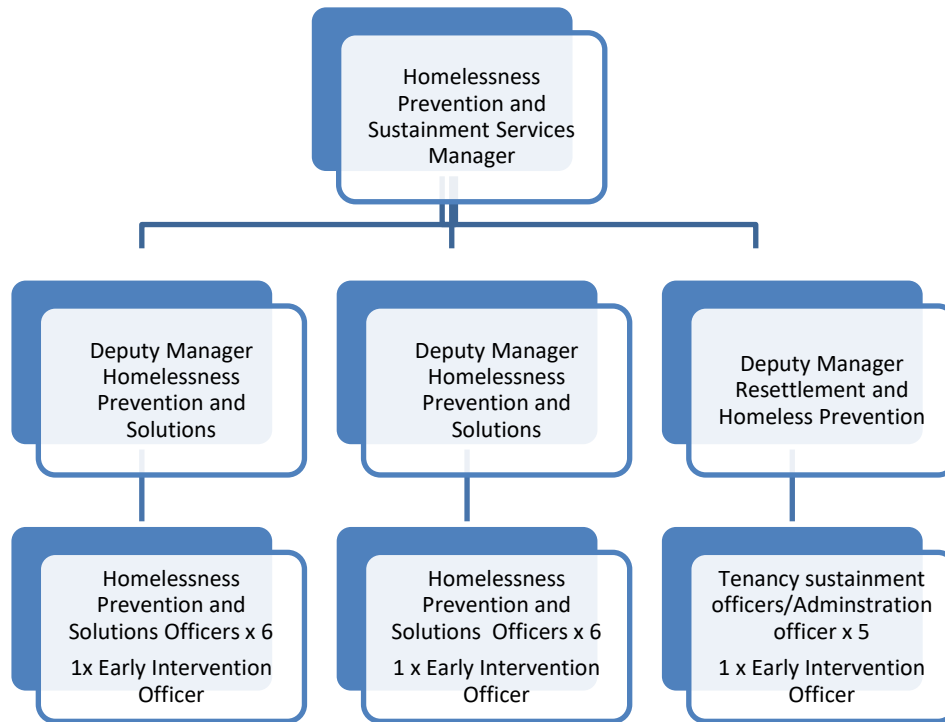 Homelessness
Prevention and
Sustainment Services
Manager
Deputy Manager
Homelessness
Prevention and
Solutions
Deputy Manager
Homelessness
Prevention and
Solutions
Deputy Manager
Resettlement and
Homeless Prevention
Homelessness
Prevention and
Solutions Officers x 6
1x Early Intervention
Officer
Homelessness
Prevention and
Solutions  Officers x 6
1 x Early Intervention
Officer
Tenancy sustainment
officers/Adminstration
officer x 5
1 x Early Intervention
Officer